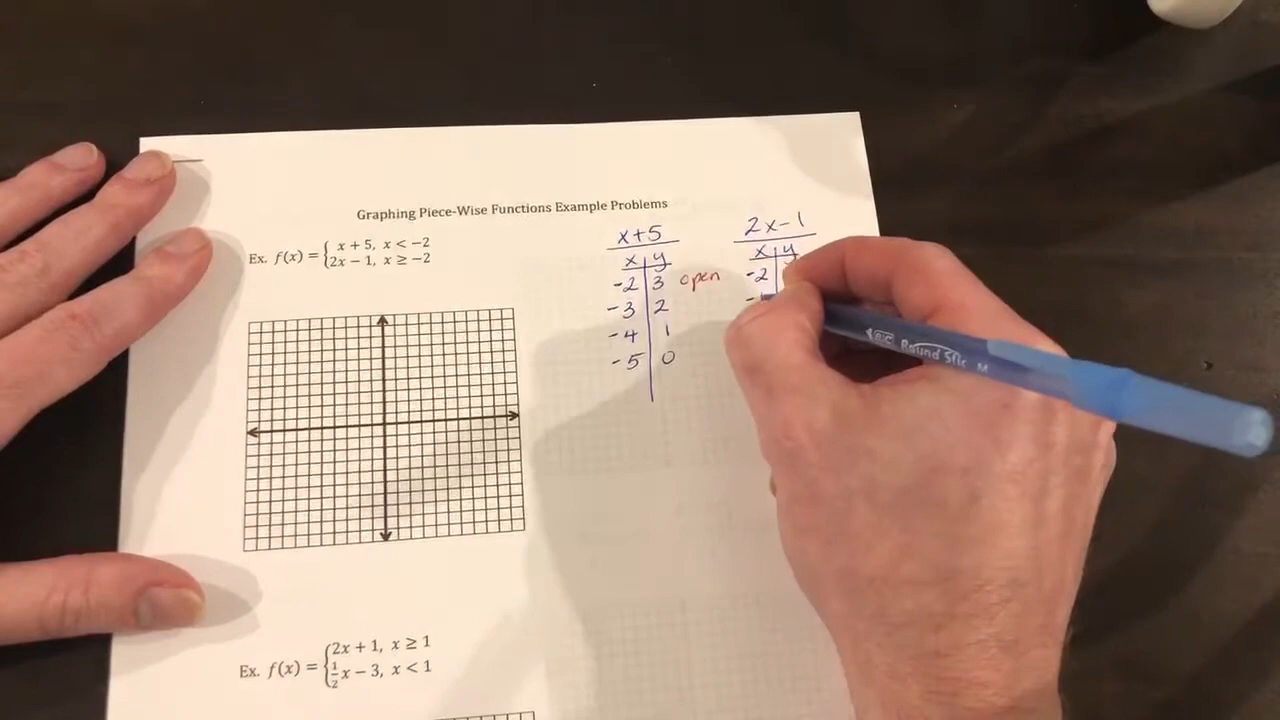 Graphing Piece-Wise Functions Example Problems
Ex. f(x) = { x + 5, x < −2
2x − 1, x ≥ −2
x+5
x y
-2 3 open
-3 2
-4 1
-5 0
2x-1
x y
-2
BIC Round Stic M
Ex. f(x) = { 2x + 1, x ≥ 1
1/2 x − 3, x < 1